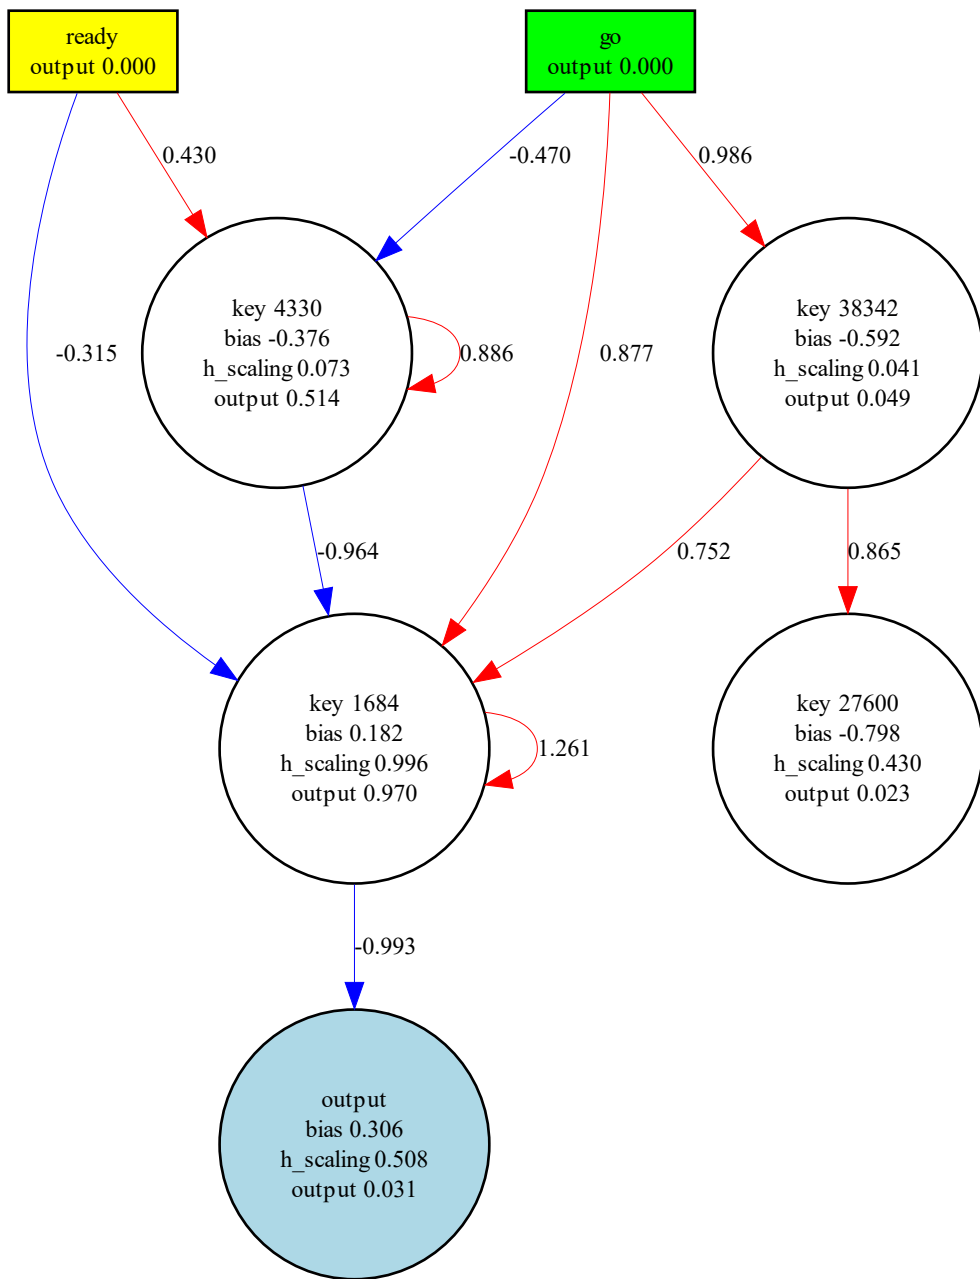 ready
output 0.000
go
output 0.000
0.430
-0.470
0.986
key 4330
bias -0.376
h_scaling 0.073
output 0.514
key 38342
bias -0.592
h_scaling 0.041
output 0.049
-0.315
0.886
0.877
-0.964
0.752
0.865
key 1684
bias 0.182
h_scaling 0.996
output 0.970
1.261
key 27600
bias -0.798
h_scaling 0.430
output 0.023
-0.993
output
bias 0.306
h_scaling 0.508
output 0.031